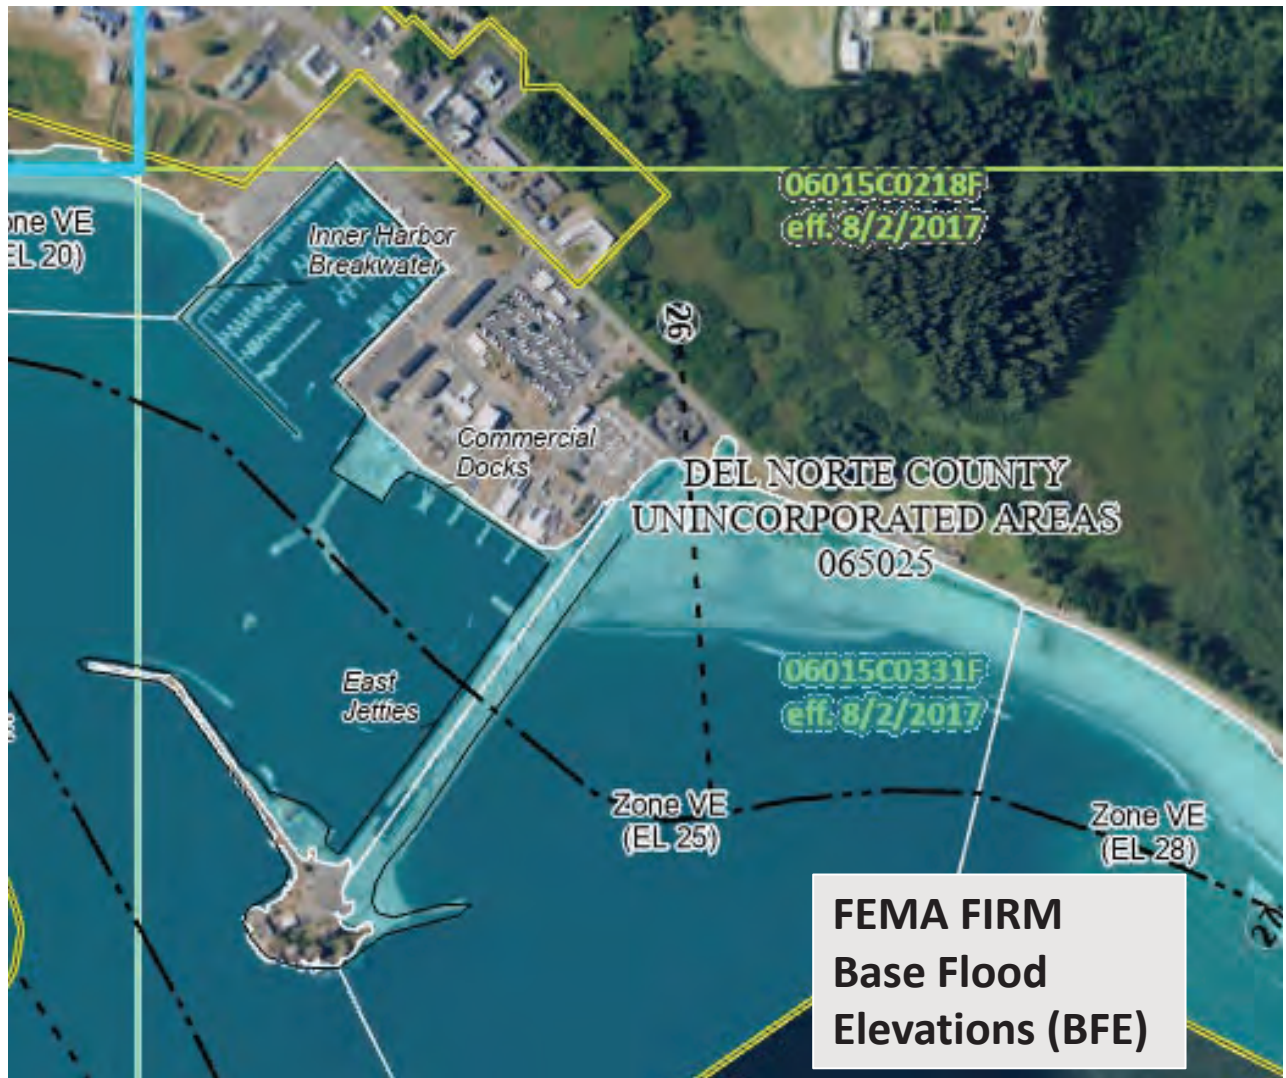 06015C0218F
eff. 8/2/2017
one VE
EL 20)
Inner Harbor
Breakwater
26
Commercial
Docks
DEL NORTE COUNTY
UNINCORPORATED AREAS
065025
06015C0331F
eff. 8/2/2017
East
Jetties
Zone VE
(EL 25)
Zone VE
(EL 28)
27
FEMA FIRM
Base Flood
Elevations (BFE)